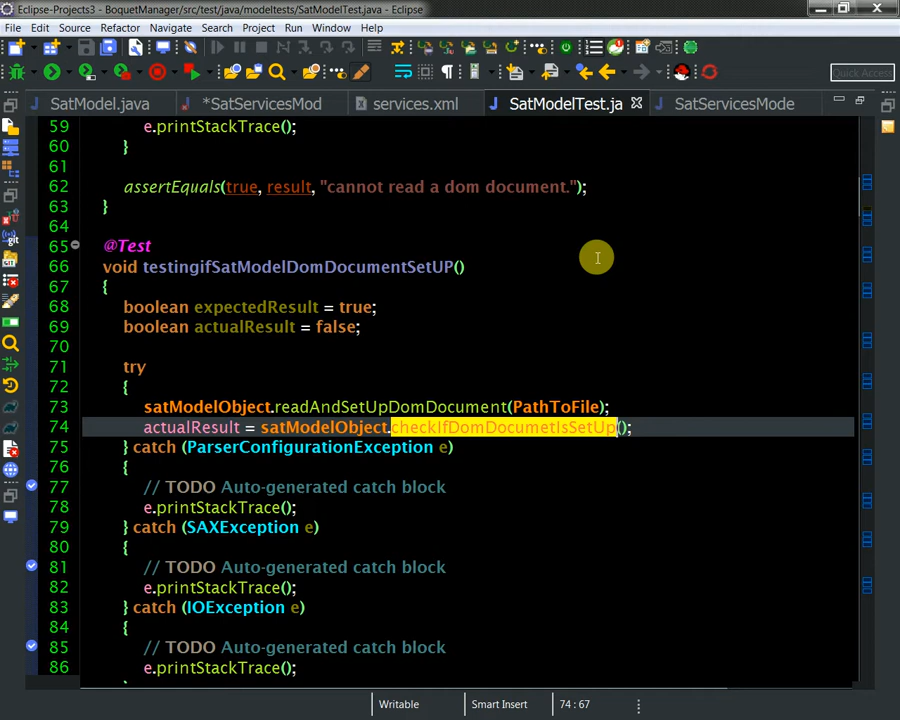 Eclipse-Projects3 - BoquetManager/src/test/java/modeltests/SatModelTest.java - Eclipse
File Edit Source Refactor Navigate Search Project Run Window Help
Quick Access
SatModel.java *SatServicesMod services.xml SatModelTest.ja SatServicesMode
59 e.printStackTrace();
60 }
61
62 assertEquals(true, result, "cannot read a dom document.");
63 }
64
65 @Test
66 void testingifSatModelDomDocumentSetUP()
67 {
68 boolean expectedResult = true;
69 boolean actualResult = false;
70
71 try
72 {
73 satModelObject.readAndSetUpDomDocument(PathToFile);
74 actualResult = satModelObject.checkIfDomDocumetIsSetUp();
75 } catch (ParserConfigurationException e)
76 {
77 // TODO Auto-generated catch block
78 e.printStackTrace();
79 } catch (SAXException e)
80 {
81 // TODO Auto-generated catch block
82 e.printStackTrace();
83 } catch (IOException e)
84 {
85 // TODO Auto-generated catch block
86 e.printStackTrace();
Writable Smart Insert 74 : 67